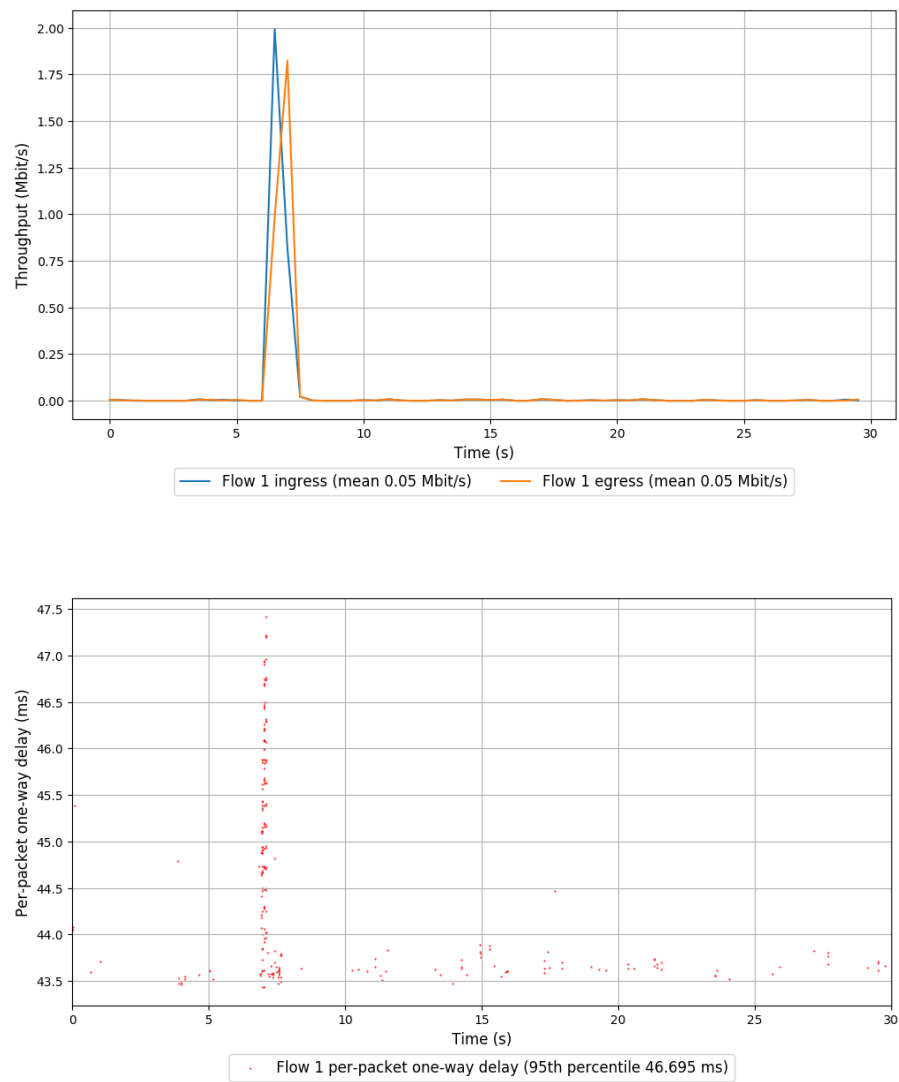 2.00
1.75
1.50
1.25
1.00
0.75
0.50
0.25
0.00
Throughput (Mbit/s)
0 5 10 15 20 25 30
Time (s)
Flow 1 ingress (mean 0.05 Mbit/s) Flow 1 egress (mean 0.05 Mbit/s)
47.5
47.0
46.5
46.0
45.5
45.0
44.5
44.0
43.5
Per-packet one-way delay (ms)
0 5 10 15 20 25 30
Time (s)
Flow 1 per-packet one-way delay (95th percentile 46.695 ms)